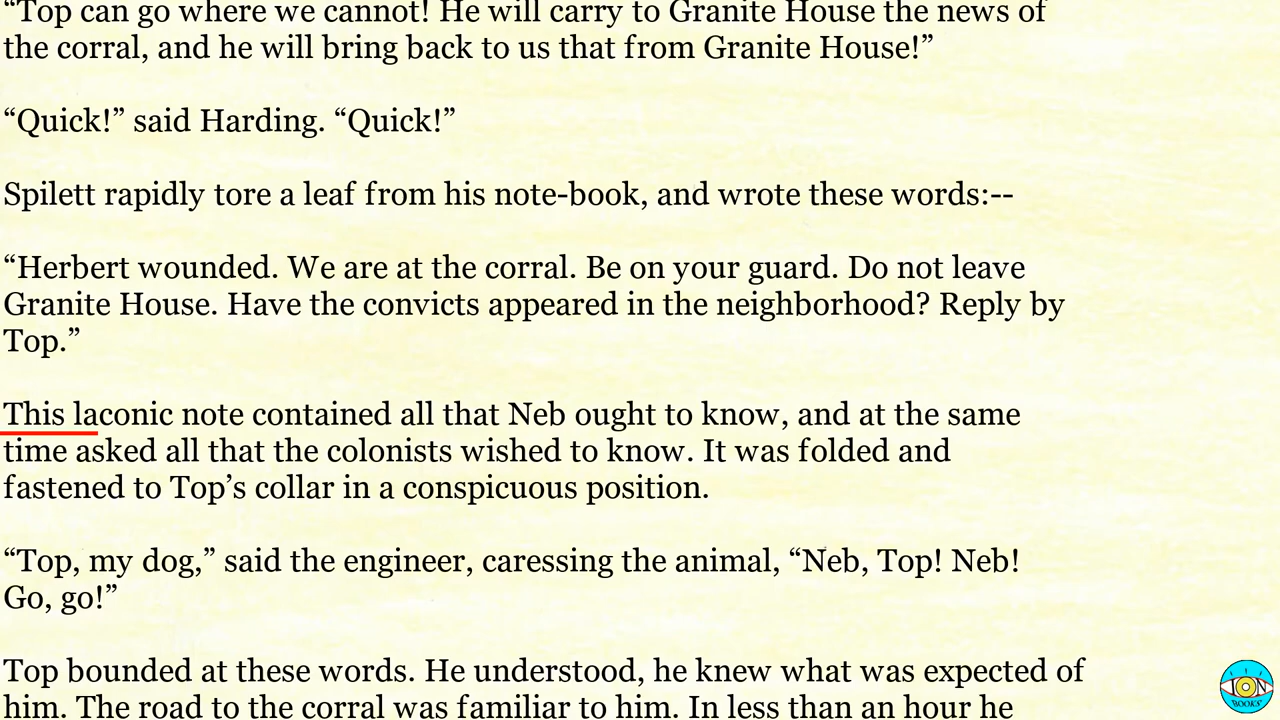 “Top can go where we cannot! He will carry to Granite House the news of
the corral, and he will bring back to us that from Granite House!”
“Quick!” said Harding. “Quick!”
Spilett rapidly tore a leaf from his note-book, and wrote these words:--
“Herbert wounded. We are at the corral. Be on your guard. Do not leave
Granite House. Have the convicts appeared in the neighborhood? Reply by
Top.”
This laconic note contained all that Neb ought to know, and at the same
time asked all that the colonists wished to know. It was folded and
fastened to Top’s collar in a conspicuous position.
“Top, my dog,” said the engineer, caressing the animal, “Neb, Top! Neb!
Go, go!”
Top bounded at these words. He understood, he knew what was expected of
him. The road to the corral was familiar to him. In less than an hour he
ION
BOOKS